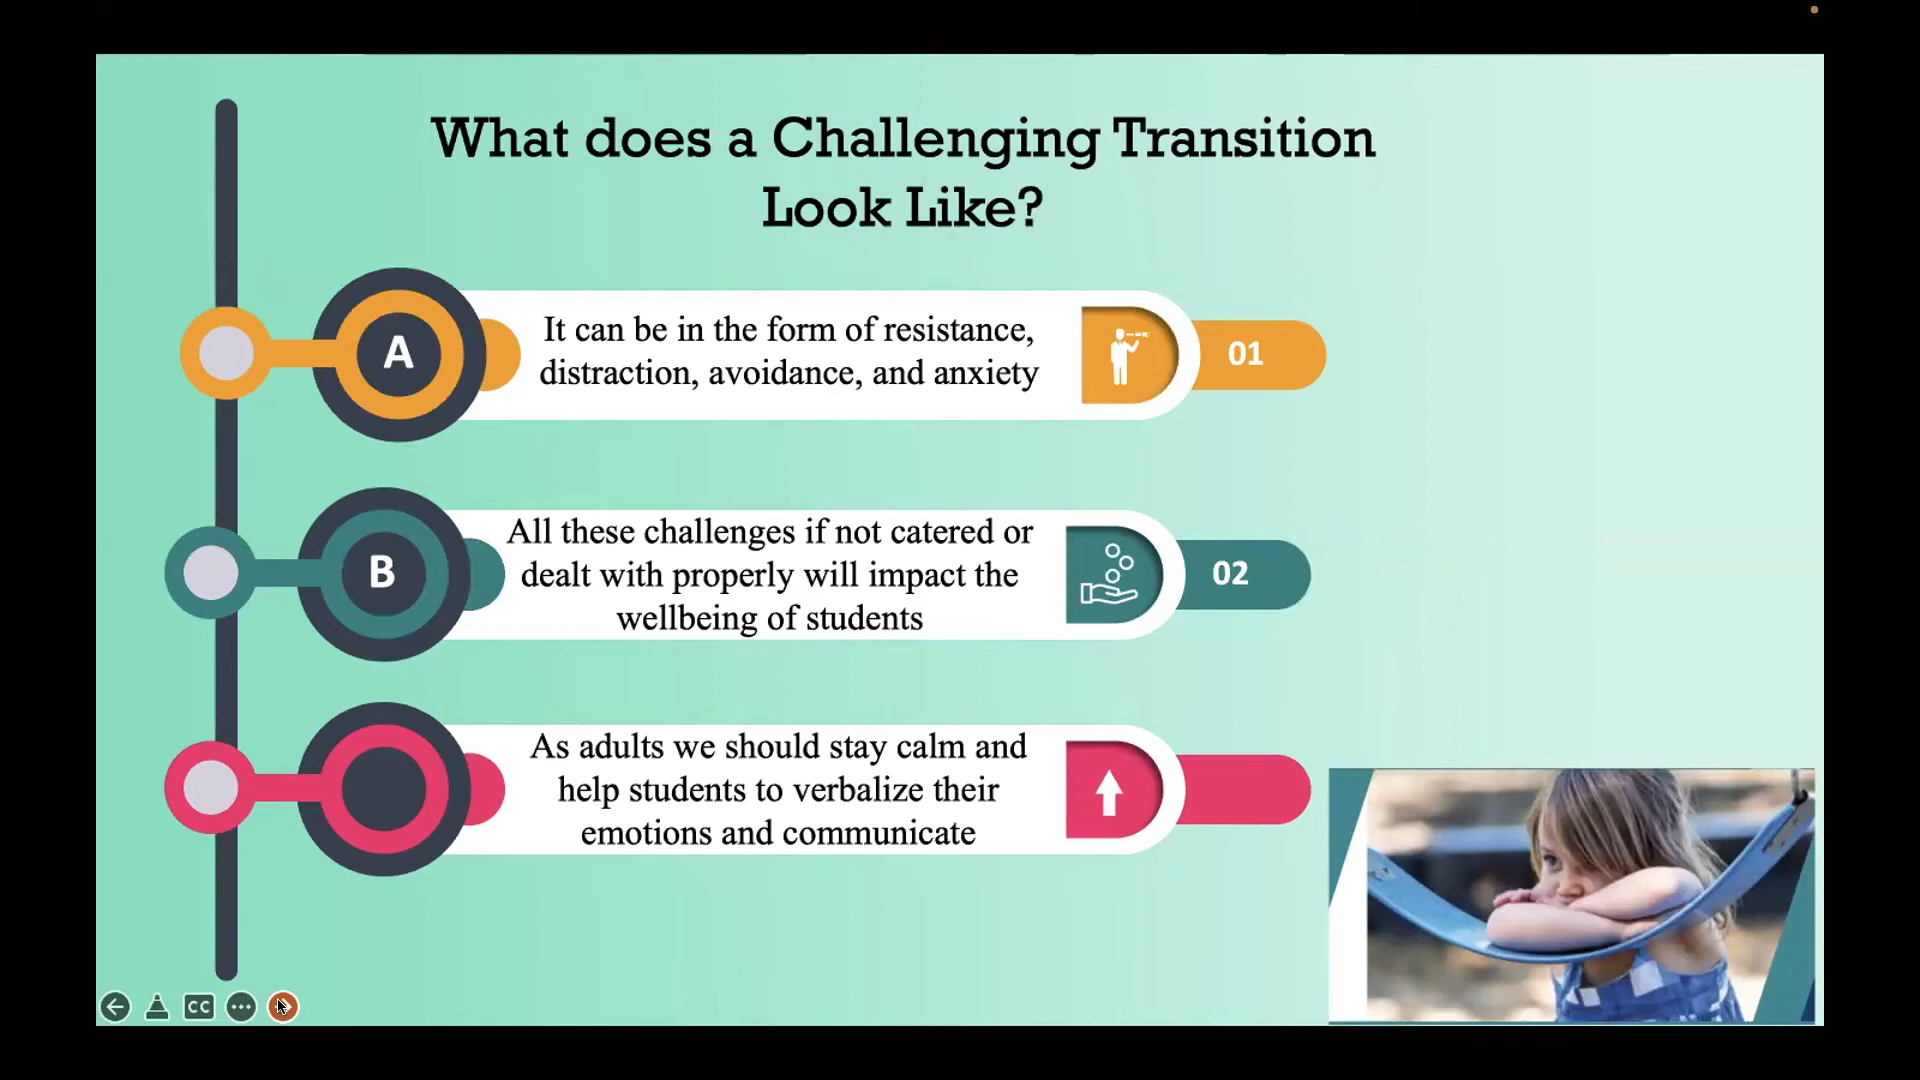 What does a Challenging Transition
Look Like?
A
It can be in the form of resistance,
distraction, avoidance, and anxiety
01
B
All these challenges if not catered or
dealt with properly will impact the
wellbeing of students
02
As adults we should stay calm and
help students to verbalize their
emotions and communicate
CC